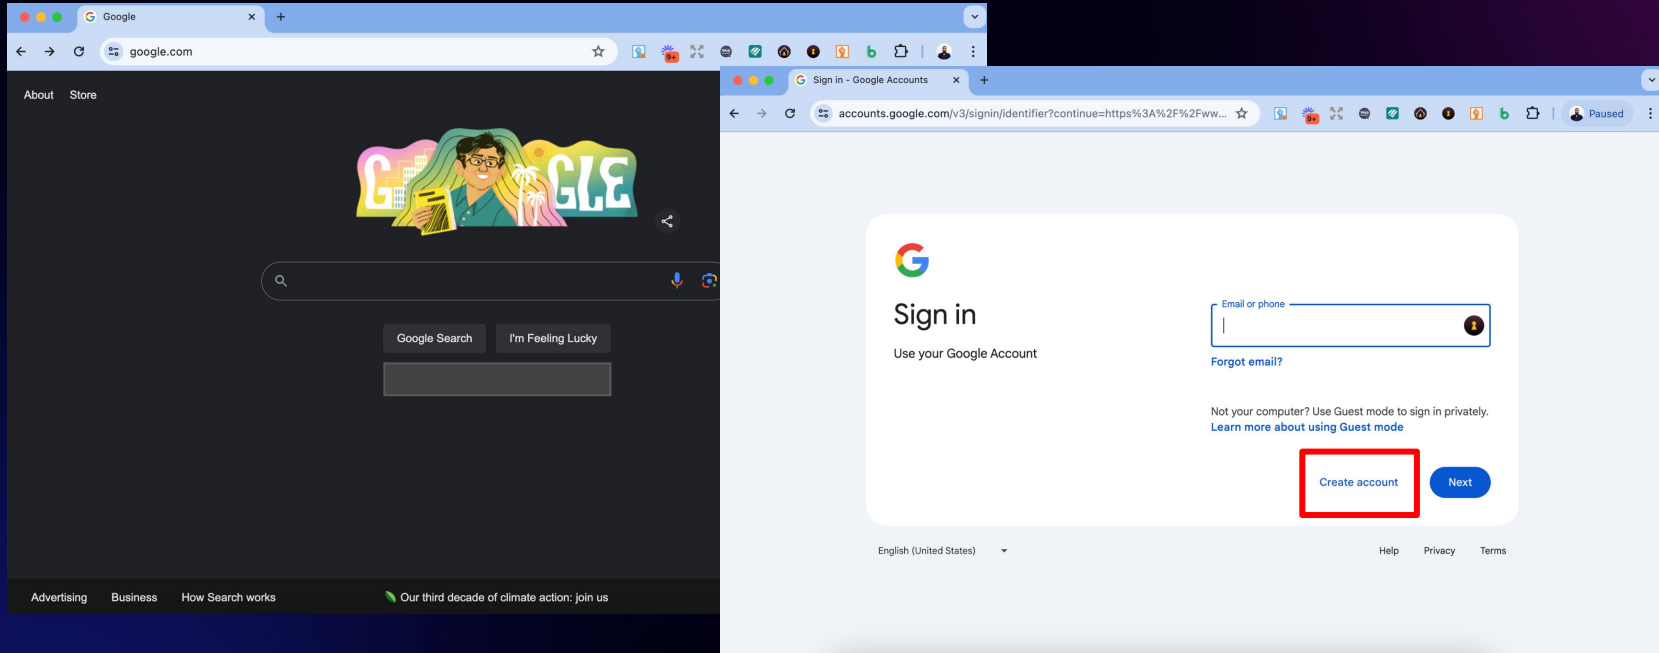 Google
google.com
9+
About Store
GOOGLE
Google Search I'm Feeling Lucky
Advertising Business How Search works Our third decade of climate action: join us
Sign in - Google Accounts
accounts.google.com/v3/signin/identifier?continue=https%3A%2F%2Fww...
9+
Paused
Sign in
Use your Google Account
Email or phone
Forgot email?
Not your computer? Use Guest mode to sign in privately.
Learn more about using Guest mode
Create account Next
English (United States) Help Privacy Terms